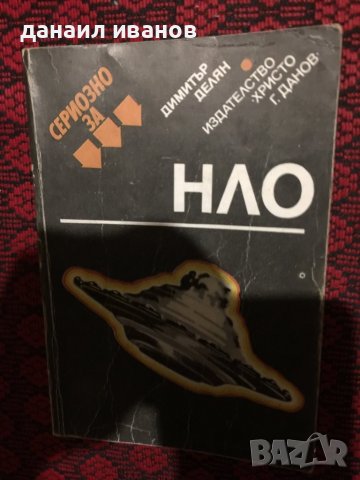 данаил иванов
СЕРИОЗНО
ЗА
ДИМИТЪР
ДЕЛЯН
ИЗДАТЕЛСТВО
ХРИСТО
Г. ДАНОВ
НЛО
BAZAR